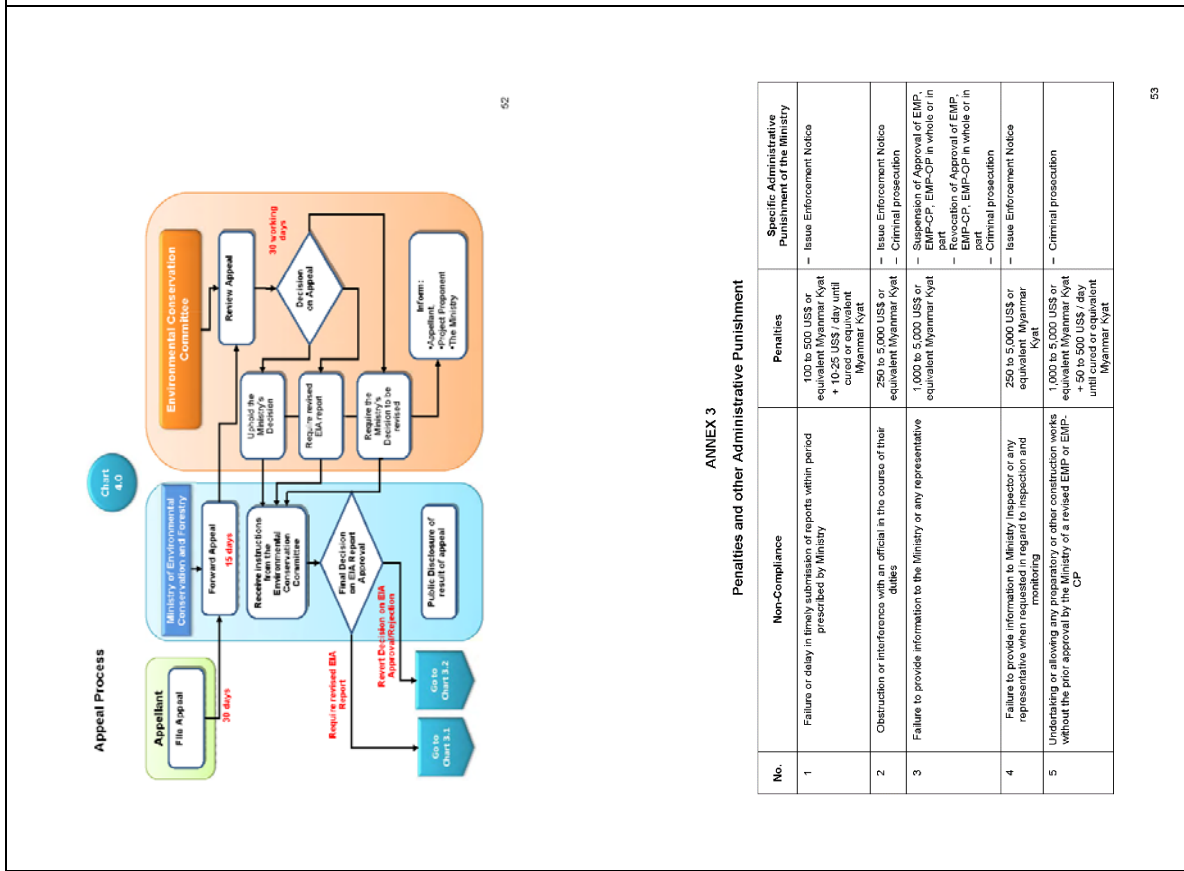 Appeal Process
Chart
4.0
Appellant
File Appeal
30 days
Ministry of Environmental
Conservation and Forestry
Forward Appeal
15 days
Receive instructions
from the
Environmental
Conservation
Committee
Final Decision
on EIA Report
Approval
Public Disclosure of
result of appeal
Require revised EIA
Report
Revert Decision on EIA
Approval/Rejection
Go to
Chart 3.1
Go to
Chart 3.2
Environmental Conservation
Committee
Review Appeal
Decision
on Appeal
30 working
days
Uphold the
Ministry's
Decision
Require revised
EIA report
Require the
Ministry's
Decision to be
revised
Inform :
•Appellant,
•Project Proponent
•The Ministry
52
ANNEX 3
Penalties and other Administrative Punishment
No.
Non-Compliance
Penalties
Specific Administrative
Punishment of the Ministry
1
Failure or delay in timely submission of reports within period
prescribed by Ministry
100 to 500 US$ or
equivalent Myanmar Kyat
+ 10-25 US$ / day until
cured or equivalent
Myanmar Kyat
– Issue Enforcement Notice
2
Obstruction or interference with an official in the course of their
duties
250 to 5,000 US$ or
equivalent Myanmar Kyat
– Issue Enforcement Notice
– Criminal prosecution
3
Failure to provide information to the Ministry or any representative
1,000 to 5,000 US$ or
equivalent Myanmar Kyat
– Suspension of Approval of EMP,
EMP-CP, EMP-OP in whole or in
part
– Revocation of Approval of EMP,
EMP-CP, EMP-OP in whole or in
part
– Criminal prosecution
4
Failure to provide information to Ministry Inspector or any
representative when requested in regard to inspection and
monitoring
250 to 5,000 US$ or
equivalent Myanmar
Kyat
– Issue Enforcement Notice
5
Undertaking or allowing any preparatory or other construction works
without the prior approval by the Ministry of a revised EMP or EMP-
CP
1,000 to 5,000 US$ or
equivalent Myanmar Kyat
+ 50 to 500 US$ / day
until cured or equivalent
Myanmar Kyat
– Criminal prosecution
53